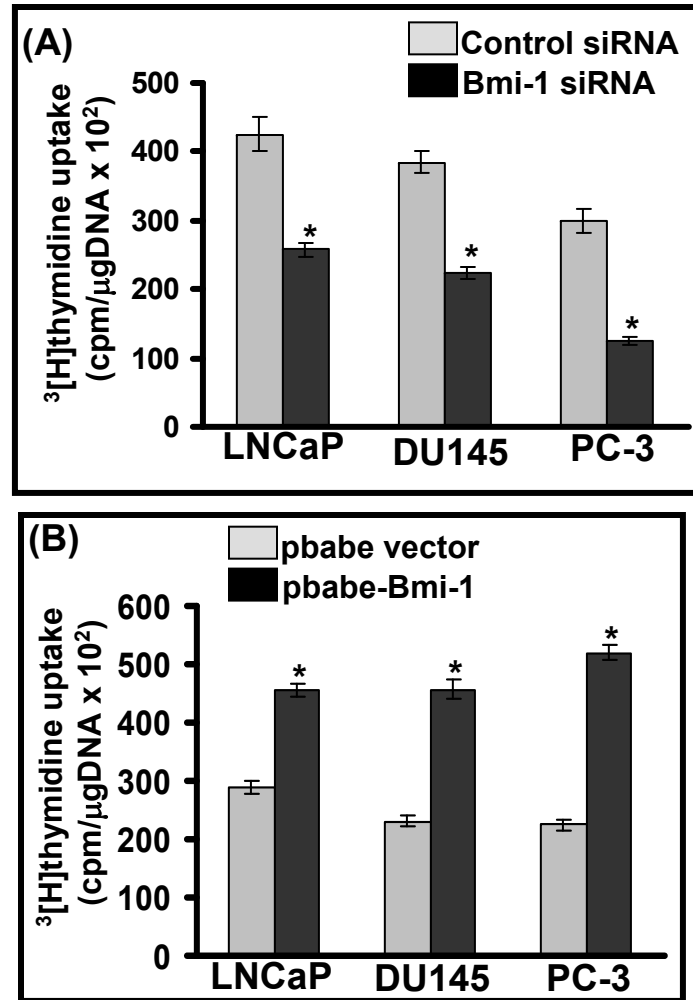 (A)
Control siRNA
Bmi-1 siRNA
³[H]thymidine uptake
(cpm/μgDNA x 10²)
500
400
300
200
100
0
*
*
*
LNCaP
DU145
PC-3
(B)
pbabe vector
pbabe-Bmi-1
³[H]thymidine uptake
(cpm/μgDNA x 10²)
600
500
400
300
200
100
0
*
*
*
LNCaP
DU145
PC-3